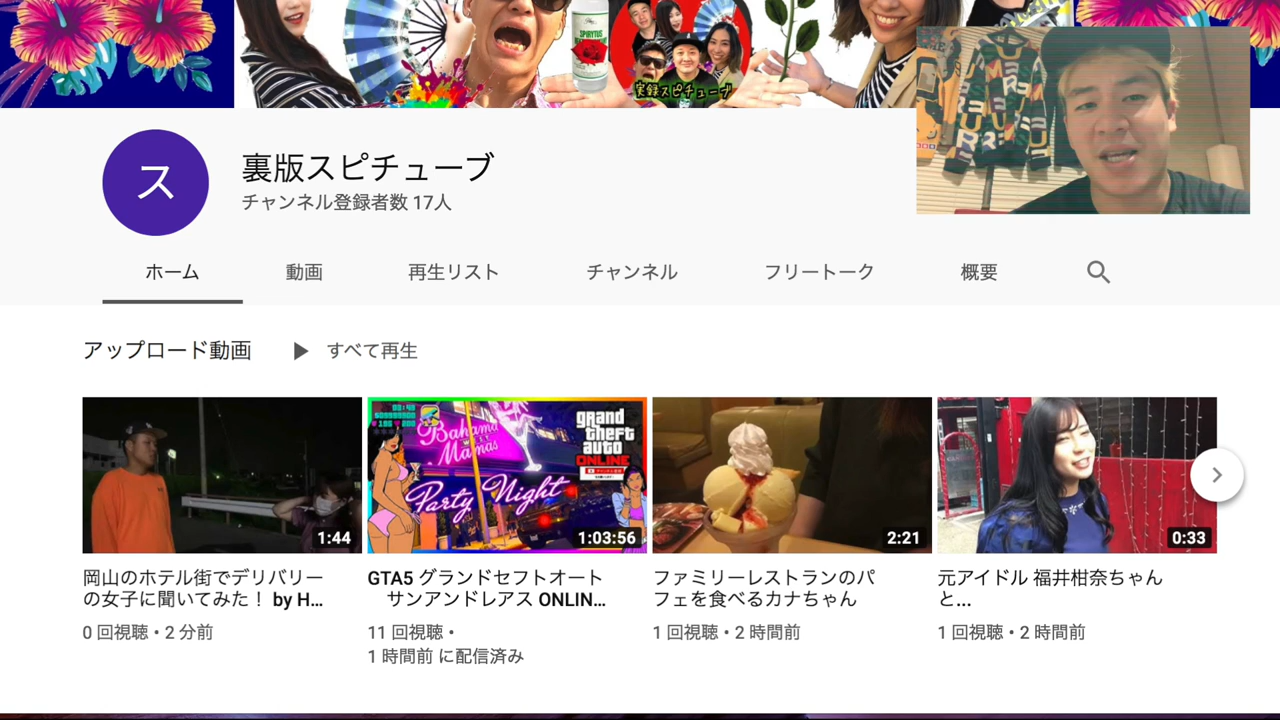 SPIRYTUS
実録スピチューブ
ス
裏版スピチューブ
チャンネル登録者数 17人
ホーム
動画
再生リスト
チャンネル
フリートーク
概要
アップロード動画
すべて再生
Bahama
Mamas
Party Night
grand
theft
auto
ONLINE
1:44
1:03:56
2:21
0:33
岡山のホテル街でデリバリー
の女子に聞いてみた！ by H...
0 回視聴・2 分前
GTA5 グランドセフトオート
サンアンドレアス ONLIN...
11 回視聴・
1 時間前 に配信済み
ファミリーレストランのパ
フェを食べるカナちゃん
1 回視聴・2 時間前
元アイドル 福井柑奈ちゃん
と...
1 回視聴・2 時間前